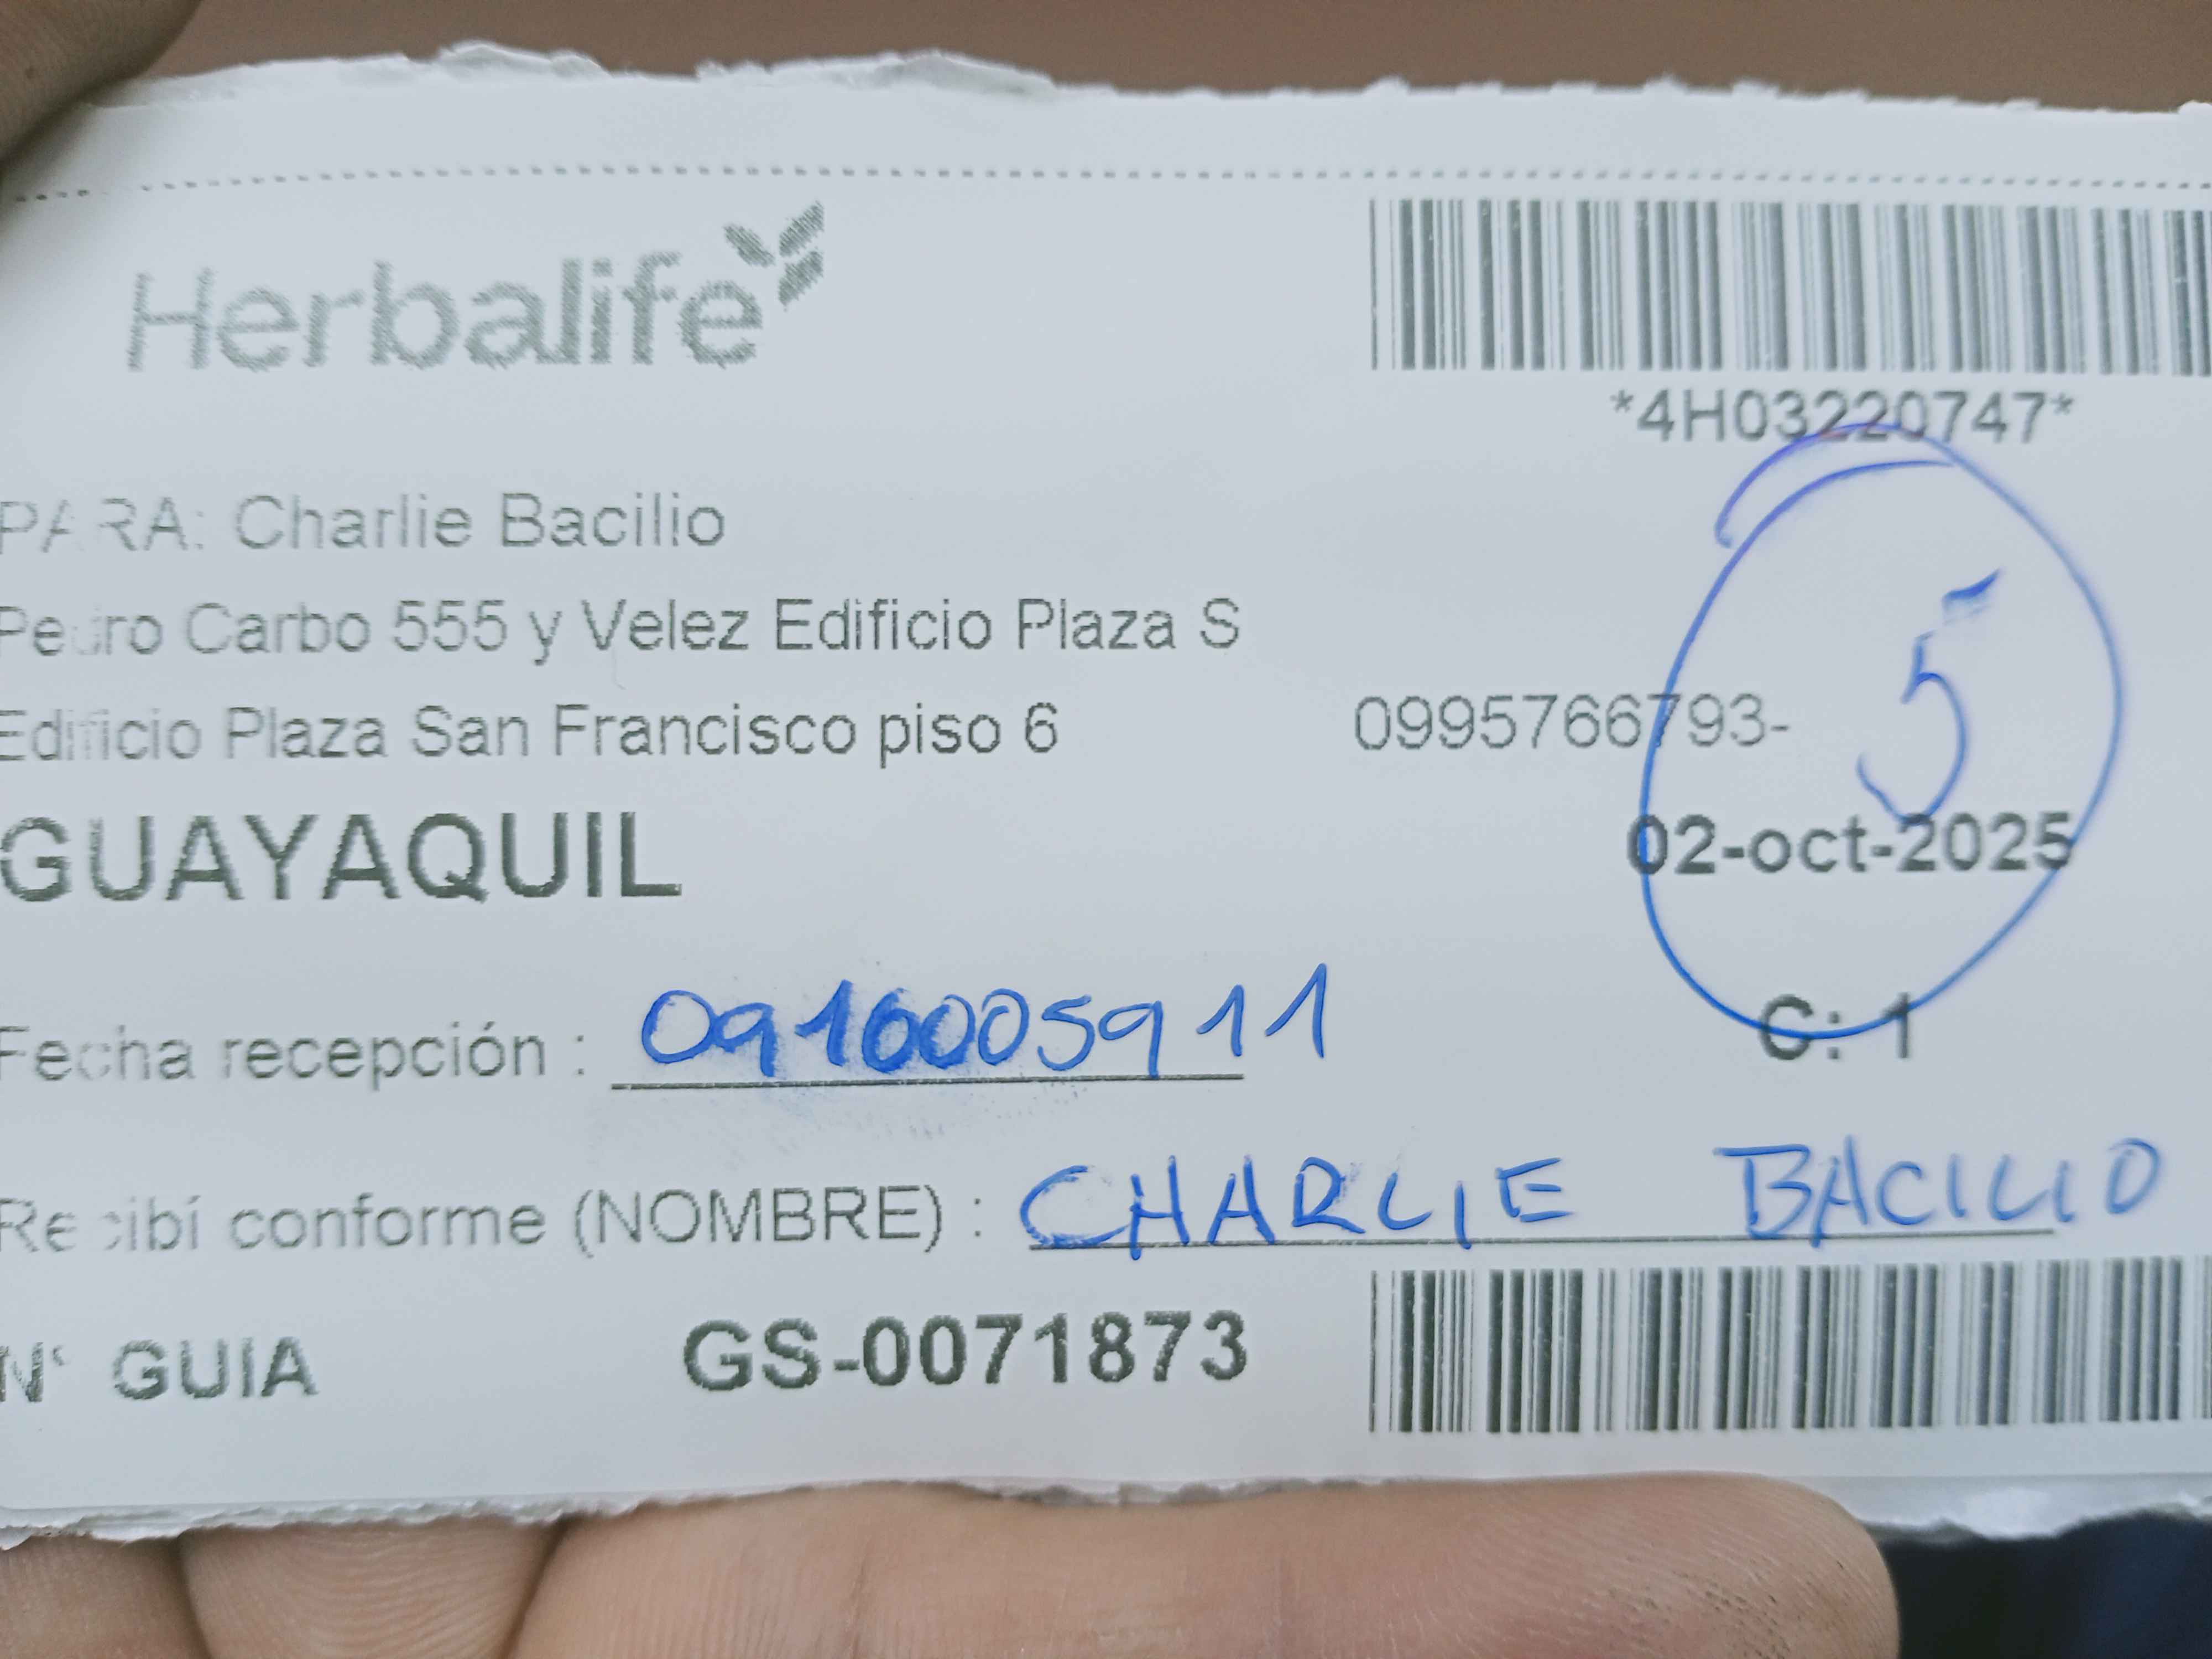 Herbalife
*4H03220747*
PARA: Charlie Bacilio
Pedro Carbo 555 y Velez Edificio Plaza S
Edificio Plaza San Francisco piso 6 0995766793-
5
GUAYAQUIL 02-oct-2025
Fecha recepción : 0916005911 C: 1
Recibí conforme (NOMBRE) : CHARLIE BACILIO
N° GUIA GS-0071873